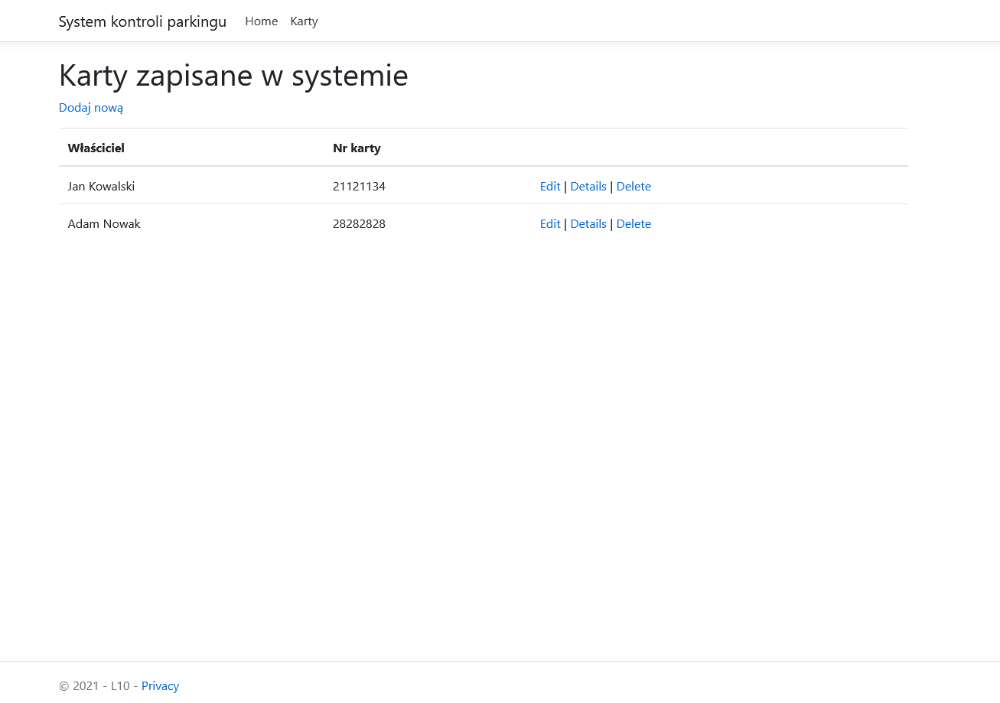 System kontroli parkingu Home Karty
Karty zapisane w systemie
Dodaj nową
Właściciel Nr karty
Jan Kowalski 21121134 Edit | Details | Delete
Adam Nowak 28282828 Edit | Details | Delete
© 2021 - L10 - Privacy